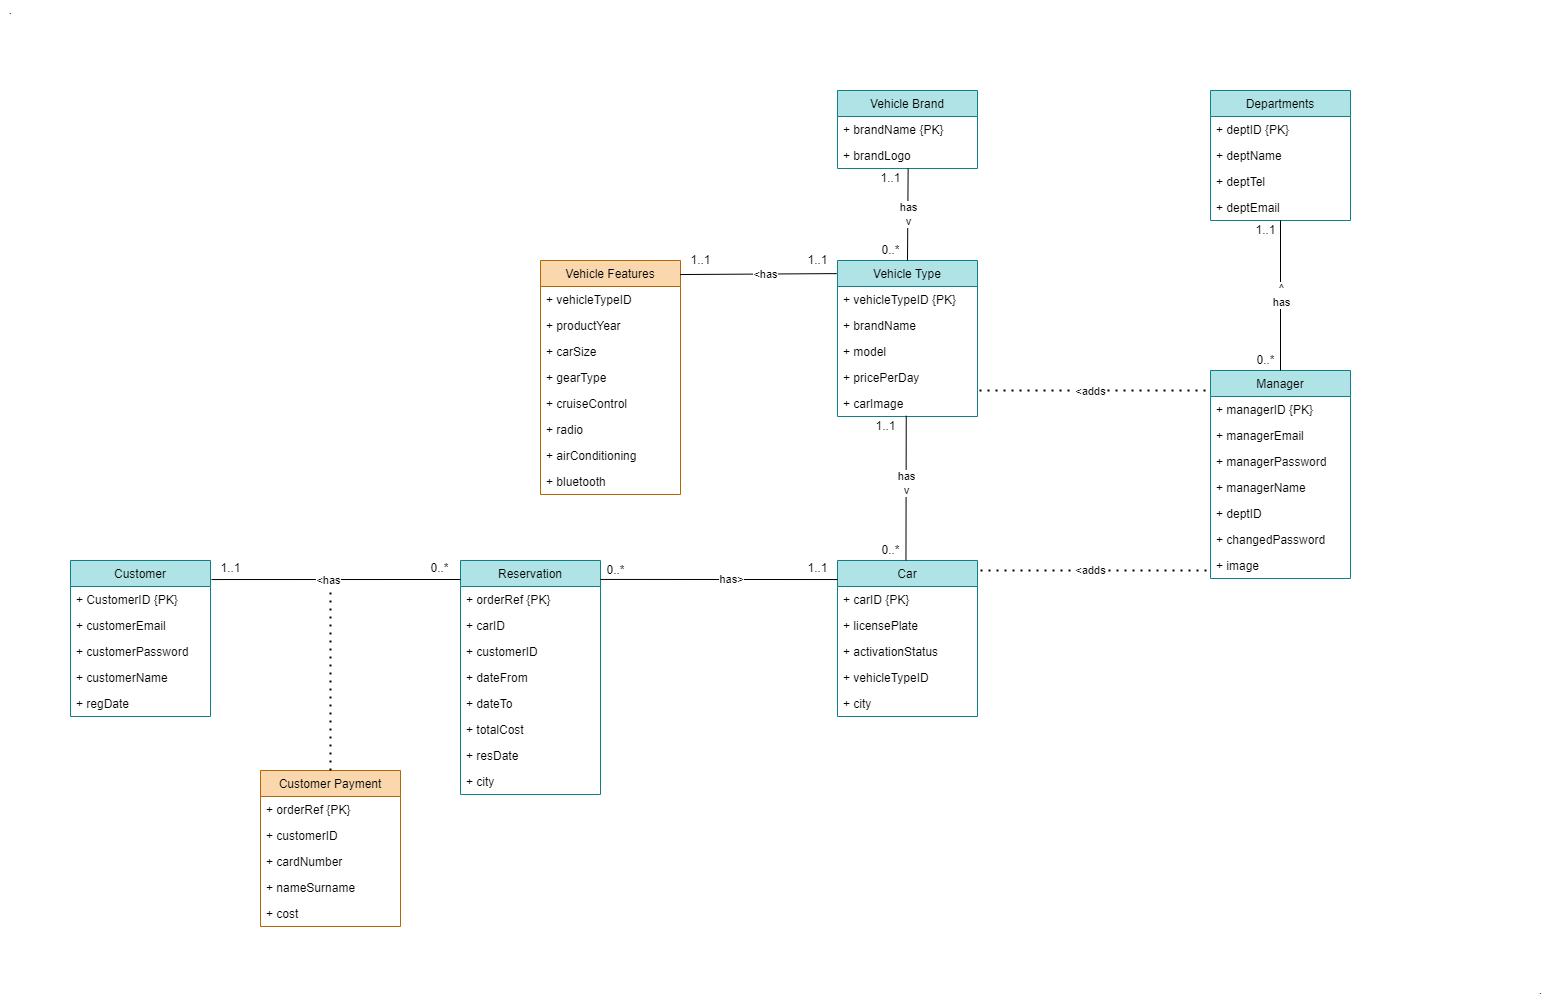 Vehicle Brand
+ brandName {PK}
+ brandLogo
1..1
has
v
0..*
Departments
+ deptID {PK}
+ deptName
+ deptTel
+ deptEmail
1..1
^
has
0..*
Vehicle Features
+ vehicleTypeID
+ productYear
+ carSize
+ gearType
+ cruiseControl
+ radio
+ airConditioning
+ bluetooth
1..1
<has
1..1
Vehicle Type
+ vehicleTypeID {PK}
+ brandName
+ model
+ pricePerDay
+ carImage
<adds
Manager
+ managerID {PK}
+ managerEmail
+ managerPassword
+ managerName
+ deptID
+ changedPassword
+ image
1..1
has
v
0..*
Customer
+ CustomerID {PK}
+ customerEmail
+ customerPassword
+ customerName
+ regDate
1..1
<has
0..*
Reservation
+ orderRef {PK}
+ carID
+ customerID
+ dateFrom
+ dateTo
+ totalCost
+ resDate
+ city
0..*
has>
1..1
Car
+ carID {PK}
+ licensePlate
+ activationStatus
+ vehicleTypeID
+ city
<adds
Customer Payment
+ orderRef {PK}
+ customerID
+ cardNumber
+ nameSurname
+ cost